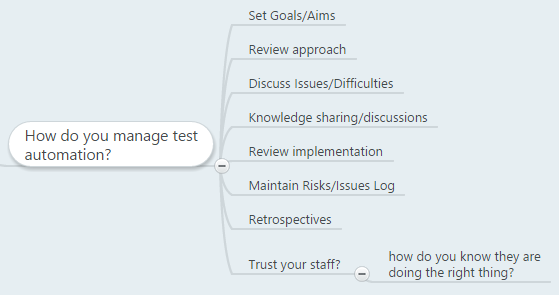 Set Goals/Aims
Review approach
Discuss Issues/Difficulties
Knowledge sharing/discussions
How do you manage test
automation?
Review implementation
Maintain Risks/Issues Log
Retrospectives
Trust your staff?
how do you know they are
doing the right thing?